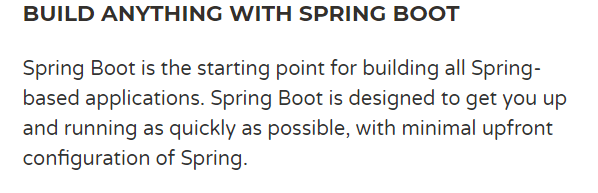 BUILD ANYTHING WITH SPRING BOOT
Spring Boot is the starting point for building all Spring-
based applications. Spring Boot is designed to get you up
and running as quickly as possible, with minimal upfront
configuration of Spring.